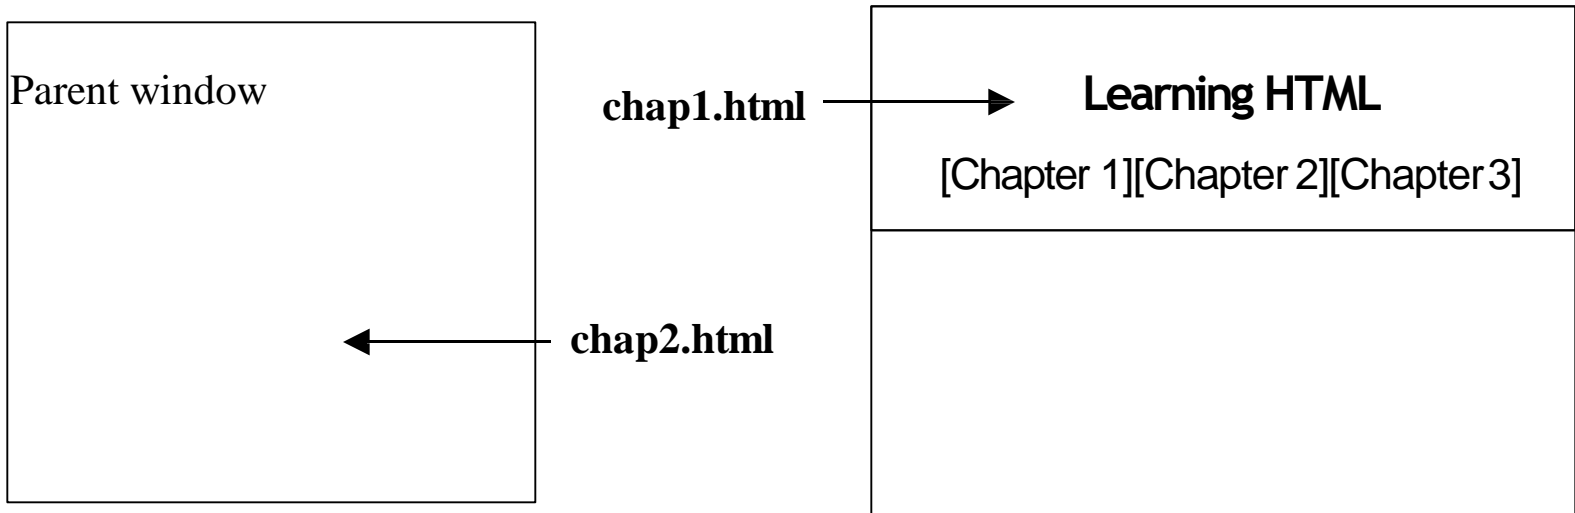 Parent window
chap1.html
Learning HTML
[Chapter 1][Chapter 2][Chapter 3]
chap2.html